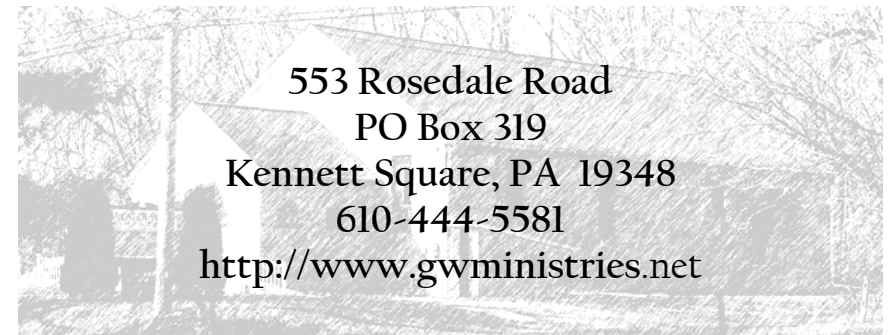 553 Rosedale Road
PO Box 319
Kennett Square, PA 19348
610-444-5581
http://www.gwministries.net